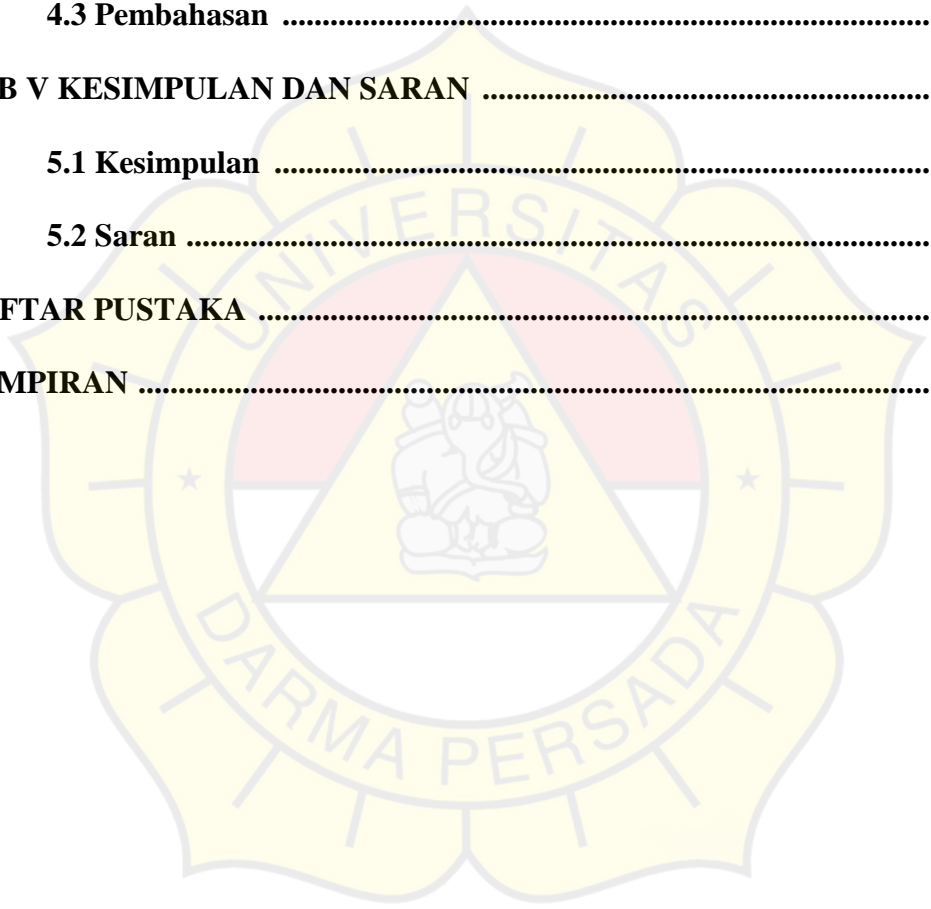 4.3 Pembahasan ....................................................................................
B V KESIMPULAN DAN SARAN ..........................................................
5.1 Kesimpulan ....................................................................................
5.2 Saran ...............................................................................................
FTAR PUSTAKA ......................................................................................
MPIRAN .....................................................................................................
UNIVERSITAS
DARMA PERSADA